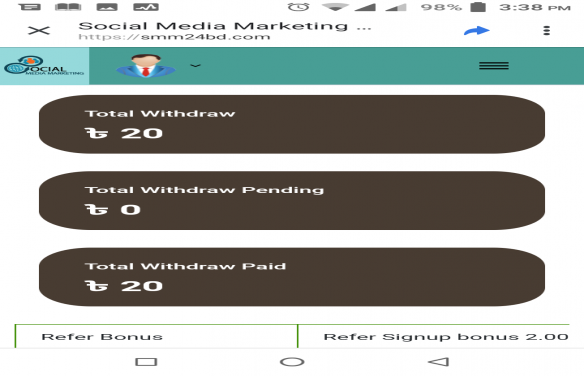 98% 3:38 PM
Social Media Marketing ...
https://smm24bd.com
SOCIAL
MEDIA MARKETING
Total Withdraw
৳ 20
Total Withdraw Pending
৳ 0
Total Withdraw Paid
৳ 20
Refer Bonus
Refer Signup bonus 2.00